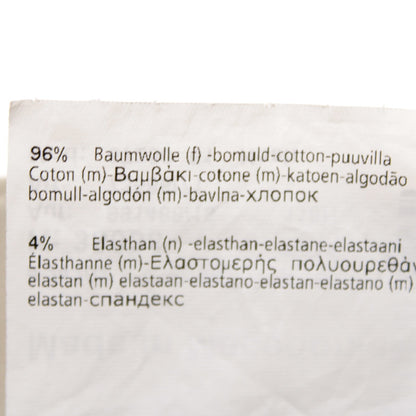 96% Baumwolle (f) -bomuld-cotton-puuvilla
Coton (m)-Βαμβάκι-cotone (m)-katoen-algodão
bomull-algodón (m)-bavlna-хлопок
4% Elasthan (n) -elasthan-elastane-elastaani
Élasthanne (m)-Ελαστομερής πολυουρεθάν
elastan (m) elastaan-elastano-elastan-elastano (m)
elastan-спандекс